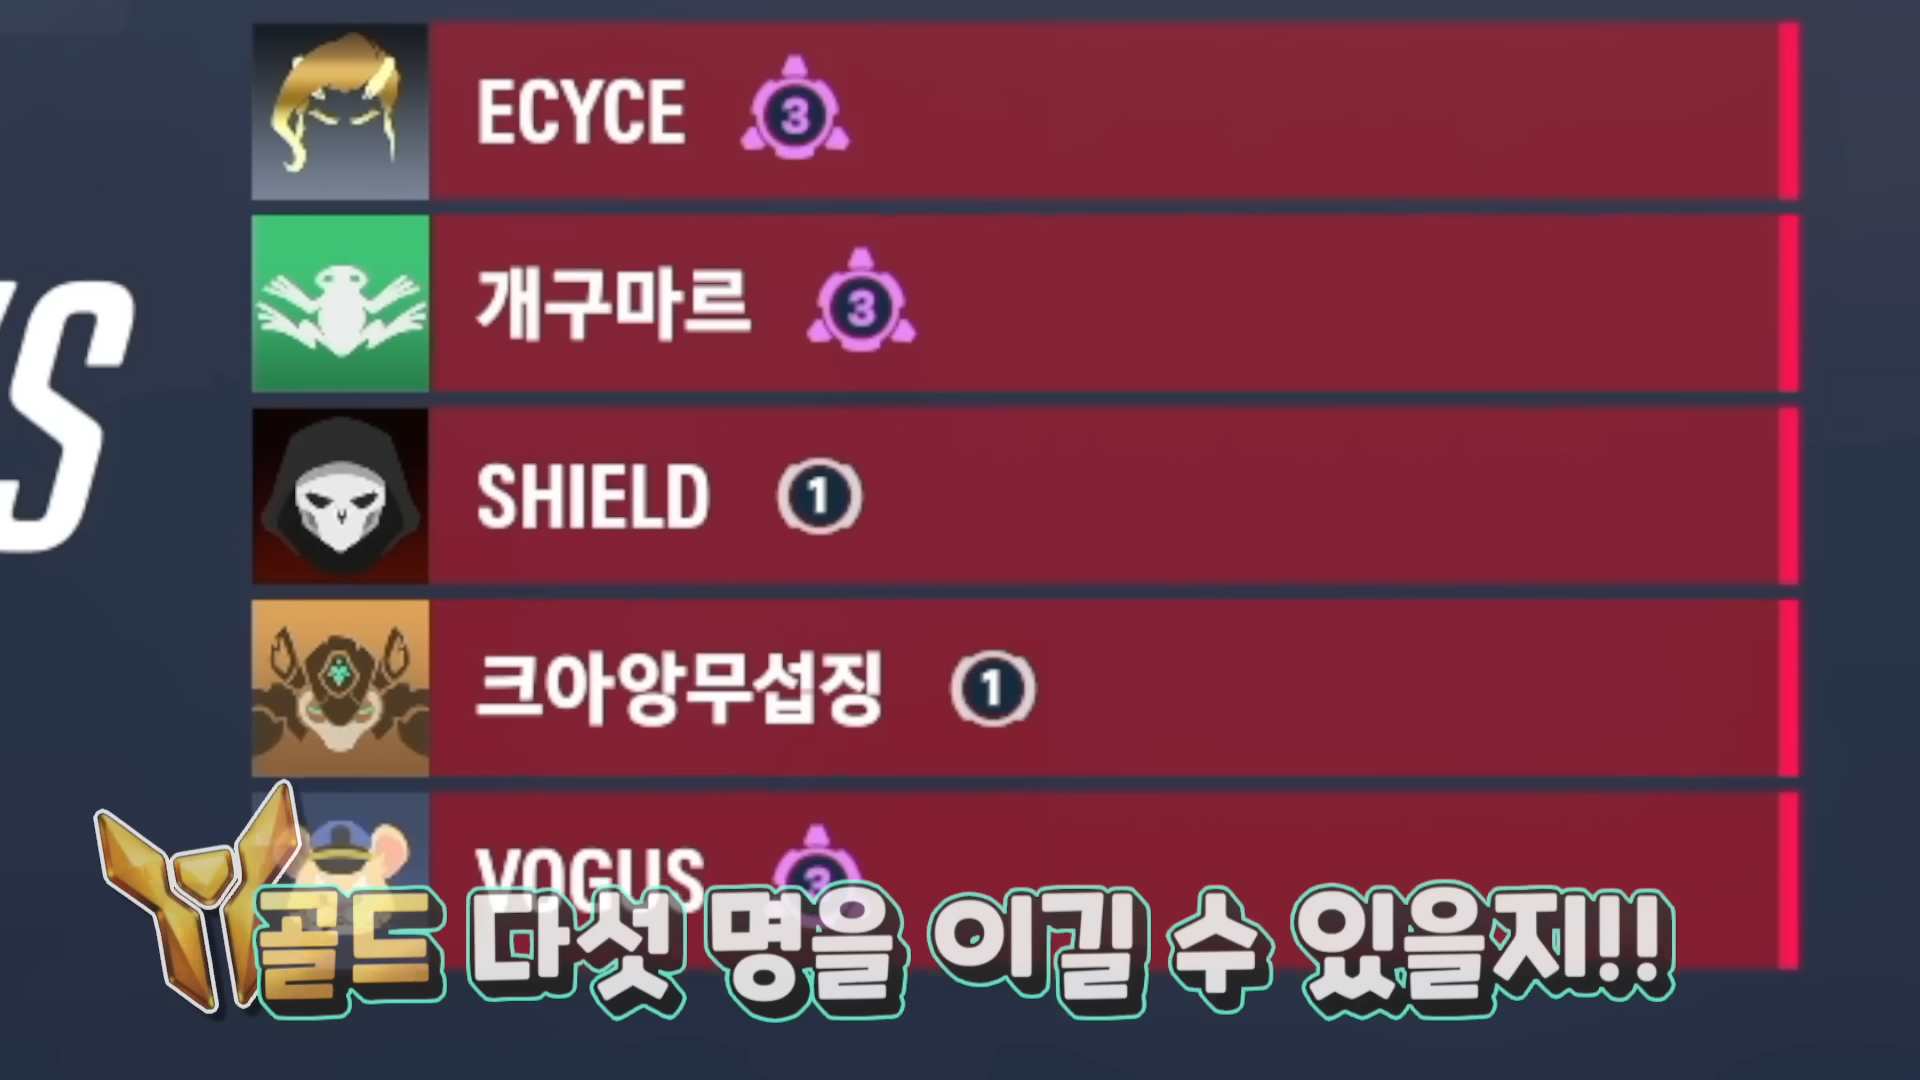 ECYCE 3
개구마르 3
S
SHIELD 1
크아앙무섭징 1
VOGUS 3
골드 다섯 명을 이길 수 있을지!!